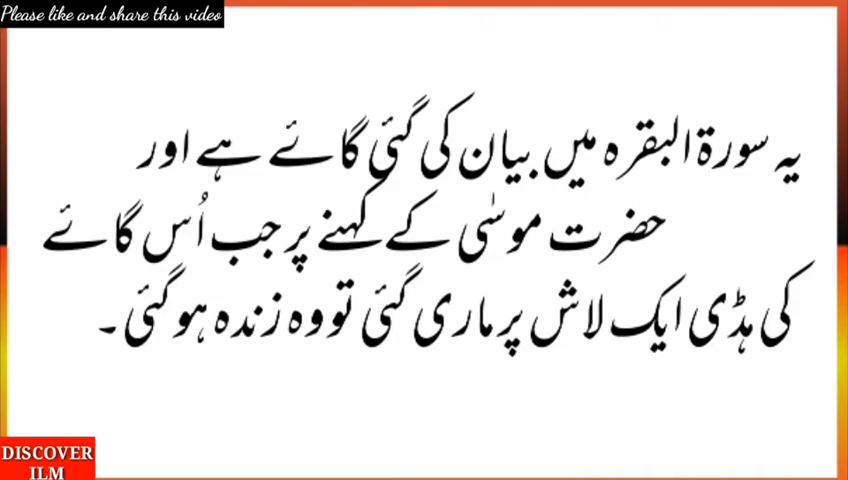 Please like and share this video
یہ سورۃ البقرہ میں بیان کی گئی گائے ہے اور
حضرت موسٰی کے کہنے پر جب اُس گائے
کی ہڈی ایک لاش پر ماری گئی تو وہ زندہ ہو گئی۔
DISCOVER
ILM